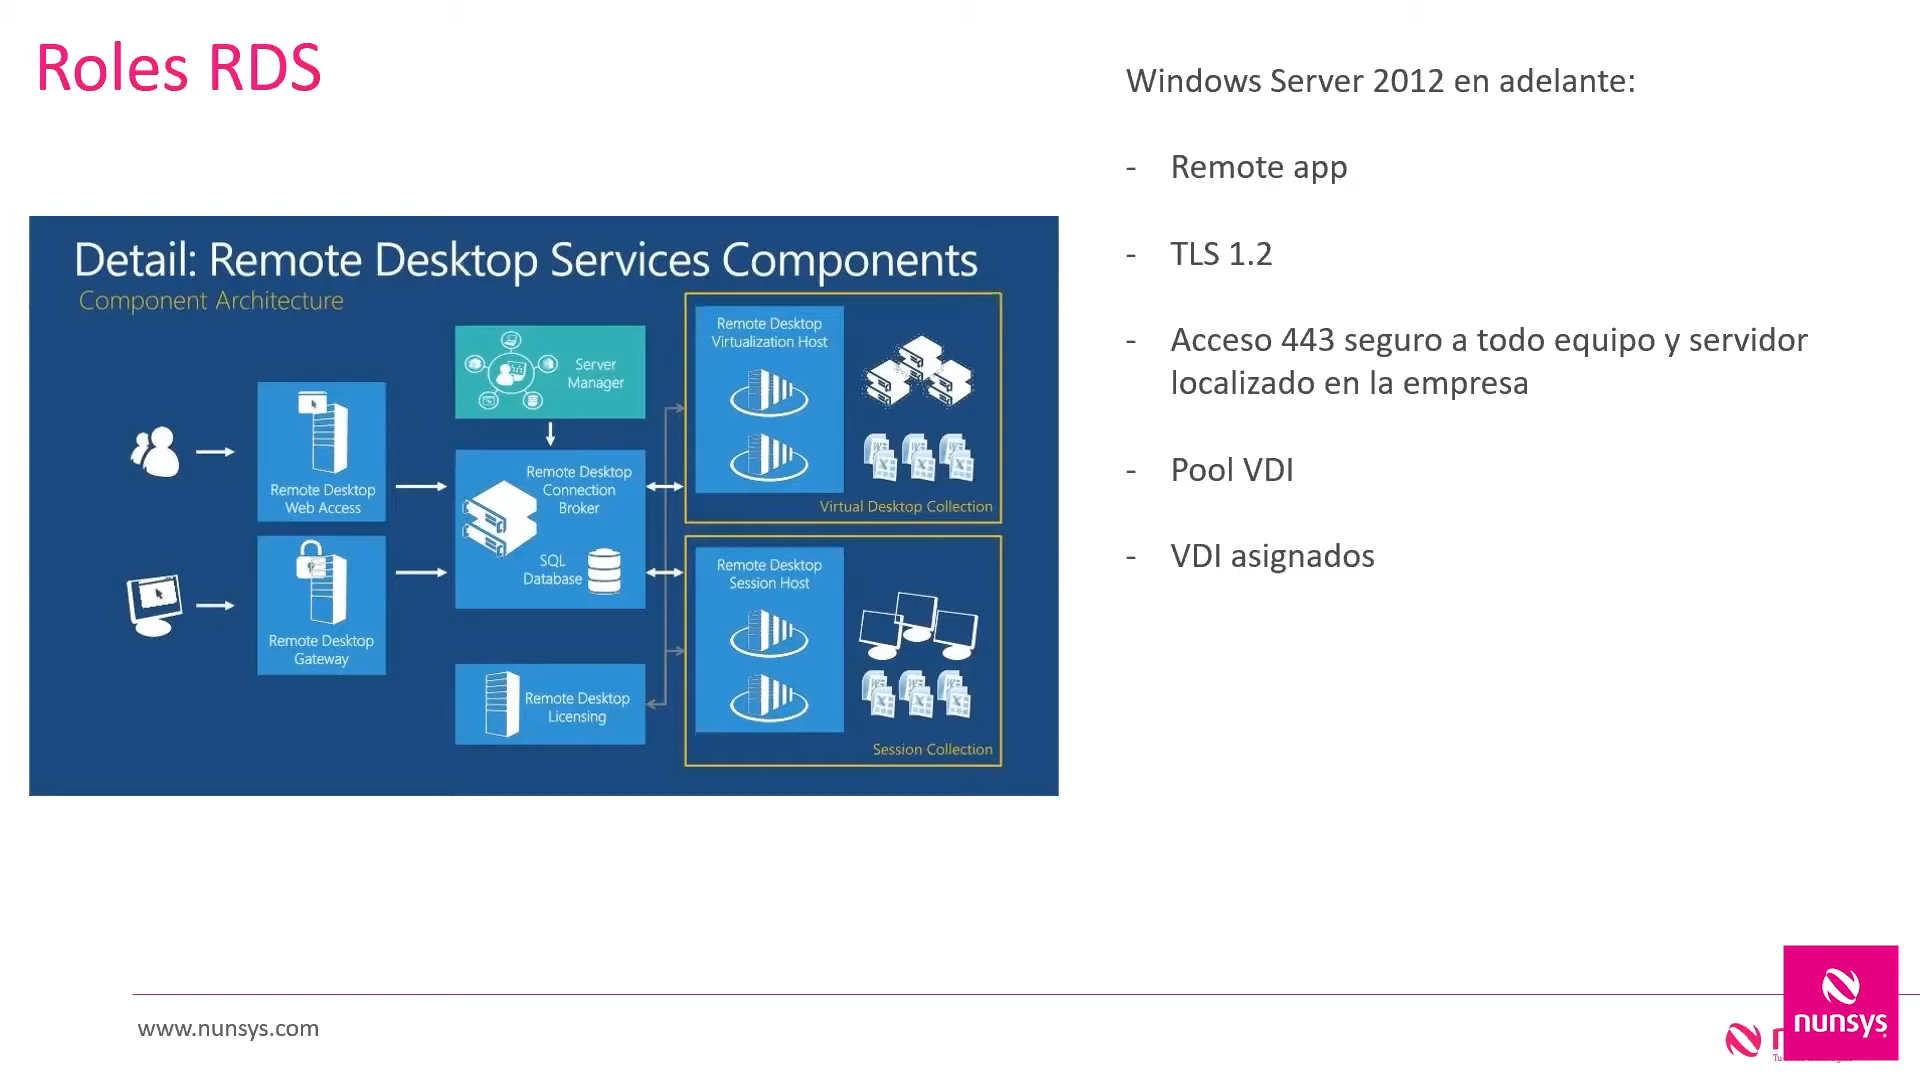 Roles RDS
Windows Server 2012 en adelante:
- Remote app
- TLS 1.2
- Acceso 443 seguro a todo equipo y servidor
localizado en la empresa
- Pool VDI
- VDI asignados
Detail: Remote Desktop Services Components
Component Architecture
Server
Manager
Remote Desktop
Web Access
Remote Desktop
Gateway
Remote Desktop
Connection
Broker
SQL
Database
Remote Desktop
Licensing
Remote Desktop
Virtualization Host
Virtual Desktop Collection
Remote Desktop
Session Host
Session Collection
www.nunsys.com
nunsys